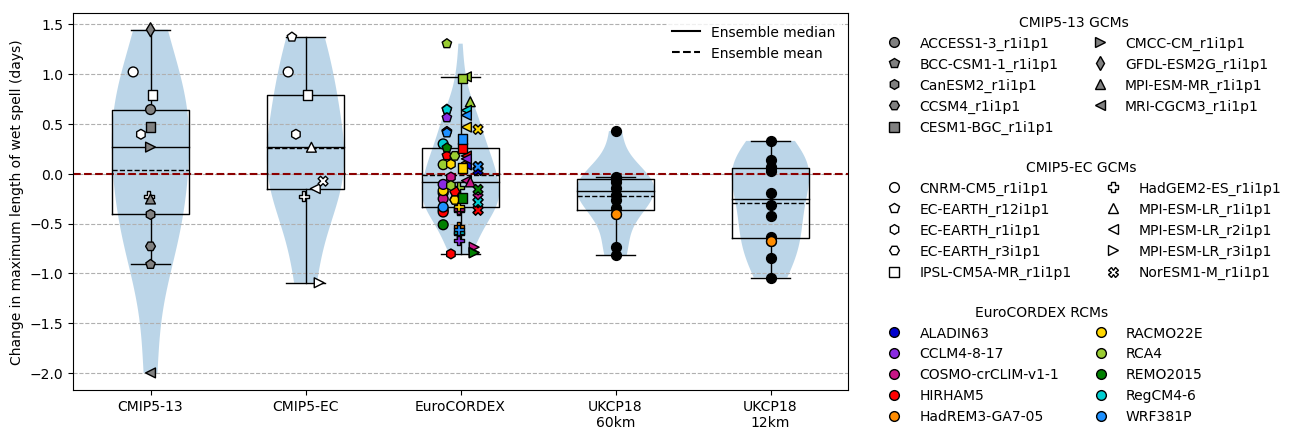 Change in maximum length of wet spell (days)
1.5
1.0
0.5
0.0
−0.5
−1.0
−1.5
−2.0
Ensemble median
Ensemble mean
CMIP5-13
CMIP5-EC
EuroCORDEX
UKCP18
60km
UKCP18
12km
CMIP5-13 GCMs
ACCESS1-3_r1i1p1
BCC-CSM1-1_r1i1p1
CanESM2_r1i1p1
CCSM4_r1i1p1
CESM1-BGC_r1i1p1
CMCC-CM_r1i1p1
GFDL-ESM2G_r1i1p1
MPI-ESM-MR_r1i1p1
MRI-CGCM3_r1i1p1
CMIP5-EC GCMs
CNRM-CM5_r1i1p1
EC-EARTH_r12i1p1
EC-EARTH_r1i1p1
EC-EARTH_r3i1p1
IPSL-CM5A-MR_r1i1p1
HadGEM2-ES_r1i1p1
MPI-ESM-LR_r1i1p1
MPI-ESM-LR_r2i1p1
MPI-ESM-LR_r3i1p1
NorESM1-M_r1i1p1
EuroCORDEX RCMs
ALADIN63
CCLM4-8-17
COSMO-crCLIM-v1-1
HIRHAM5
HadREM3-GA7-05
RACMO22E
RCA4
REMO2015
RegCM4-6
WRF381P